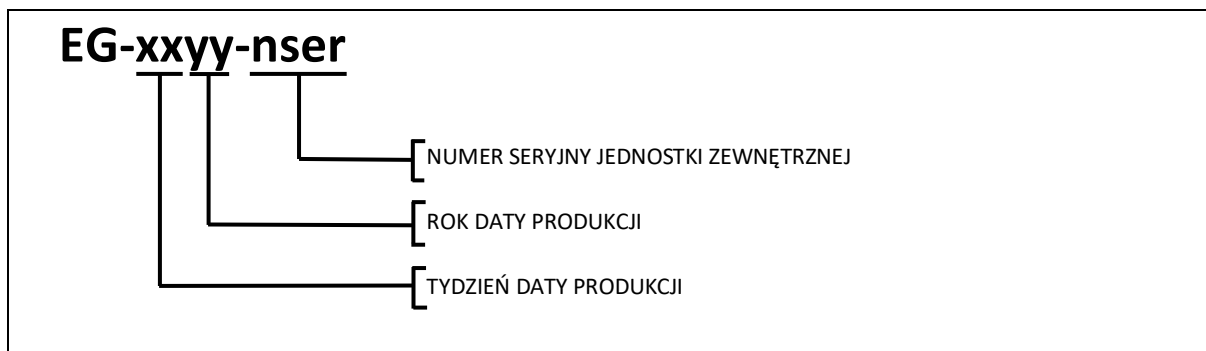 EG-xxyy-nser
NUMER SERYJNY JEDNOSTKI ZEWNĘTRZNEJ
ROK DATY PRODUKCJI
TYDZIEŃ DATY PRODUKCJI